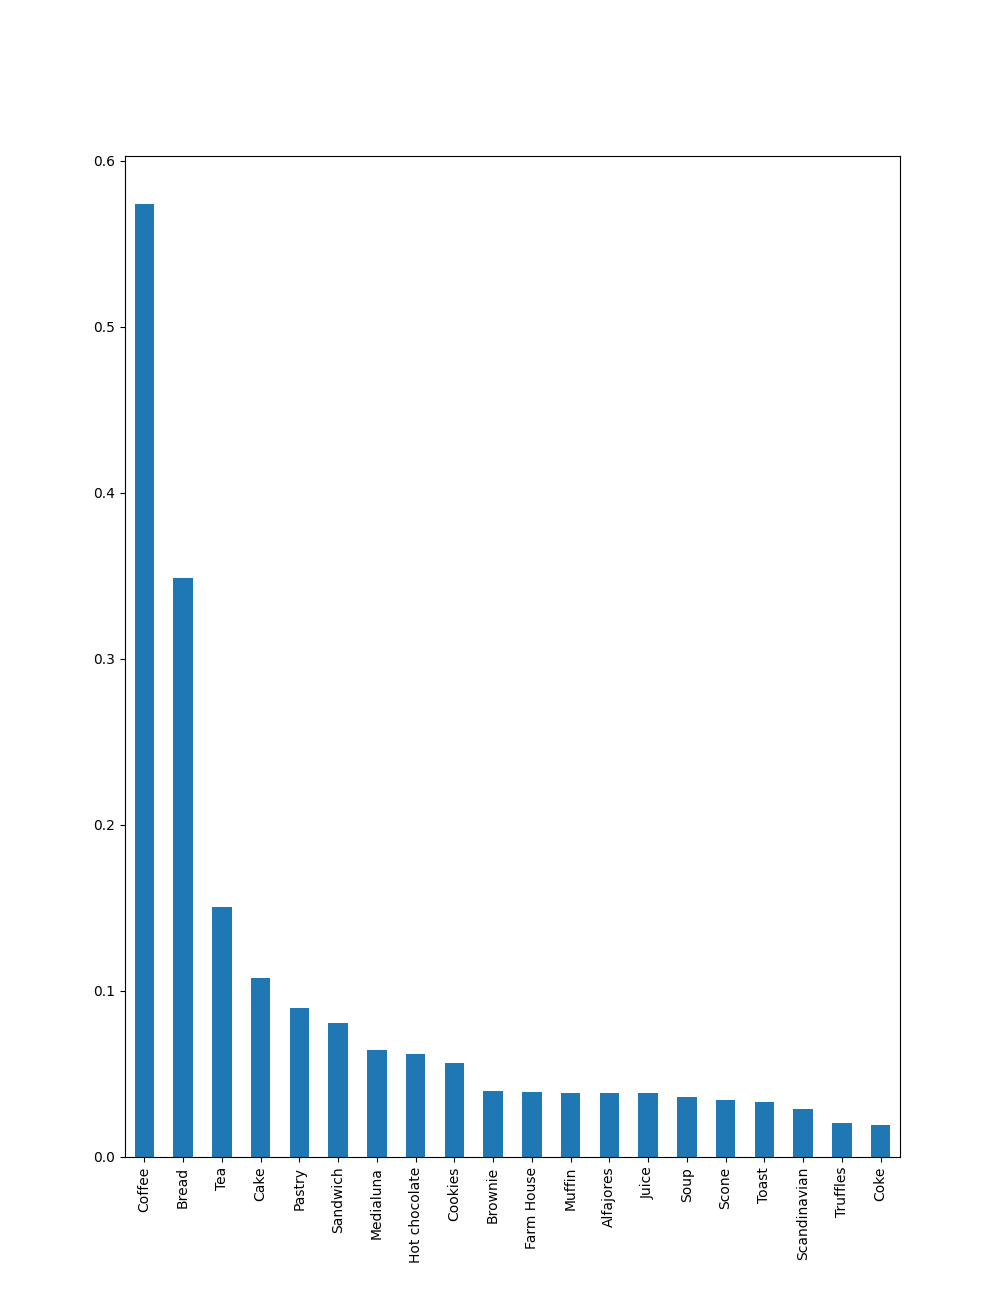 0.6
0.5
0.4
0.3
0.2
0.1
0.0
Coffee
Bread
Tea
Cake
Pastry
Sandwich
Medialuna
Hot chocolate
Cookies
Brownie
Farm House
Muffin
Alfajores
Juice
Soup
Scone
Toast
Scandinavian
Truffles
Coke